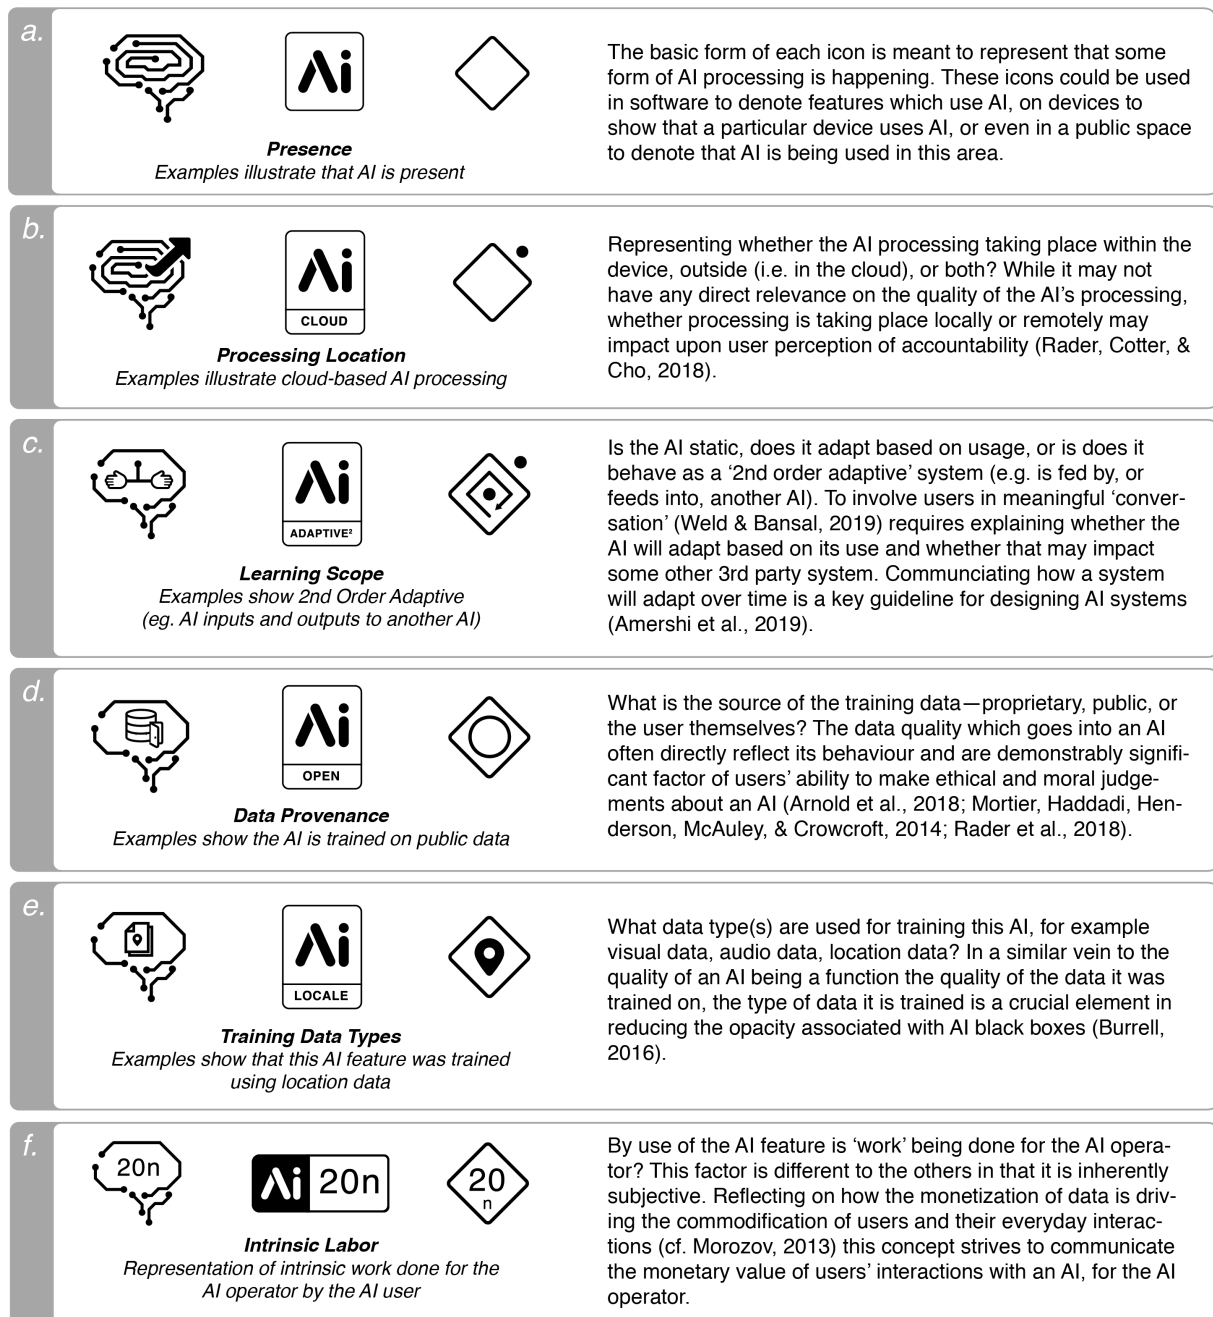 a.
Ai
Presence
Examples illustrate that AI is present
The basic form of each icon is meant to represent that some
form of AI processing is happening. These icons could be used
in software to denote features which use AI, on devices to
show that a particular device uses AI, or even in a public space
to denote that AI is being used in this area.
b.
Ai
CLOUD
Processing Location
Examples illustrate cloud-based AI processing
Representing whether the AI processing taking place within the
device, outside (i.e. in the cloud), or both? While it may not
have any direct relevance on the quality of the AI’s processing,
whether processing is taking place locally or remotely may
impact upon user perception of accountability (Rader, Cotter, &
Cho, 2018).
c.
Ai
ADAPTIVE²
Learning Scope
Examples show 2nd Order Adaptive
(eg. AI inputs and outputs to another AI)
Is the AI static, does it adapt based on usage, or is does it
behave as a ‘2nd order adaptive’ system (e.g. is fed by, or
feeds into, another AI). To involve users in meaningful ‘conver-
sation’ (Weld & Bansal, 2019) requires explaining whether the
AI will adapt based on its use and whether that may impact
some other 3rd party system. Communciating how a system
will adapt over time is a key guideline for designing AI systems
(Amershi et al., 2019).
d.
Ai
OPEN
Data Provenance
Examples show the AI is trained on public data
What is the source of the training data—proprietary, public, or
the user themselves? The data quality which goes into an AI
often directly reflect its behaviour and are demonstrably signifi-
cant factor of users’ ability to make ethical and moral judge-
ments about an AI (Arnold et al., 2018; Mortier, Haddadi, Hen-
derson, McAuley, & Crowcroft, 2014; Rader et al., 2018).
e.
Ai
LOCALE
Training Data Types
Examples show that this AI feature was trained
using location data
What data type(s) are used for training this AI, for example
visual data, audio data, location data? In a similar vein to the
quality of an AI being a function the quality of the data it was
trained on, the type of data it is trained is a crucial element in
reducing the opacity associated with AI black boxes (Burrell,
2016).
f.
20n
Ai 20n
20
n
Intrinsic Labor
Representation of intrinsic work done for the
AI operator by the AI user
By use of the AI feature is ‘work’ being done for the AI opera-
tor? This factor is different to the others in that it is inherently
subjective. Reflecting on how the monetization of data is driv-
ing the commodification of users and their everyday interac-
tions (cf. Morozov, 2013) this concept strives to communicate
the monetary value of users’ interactions with an AI, for the AI
operator.